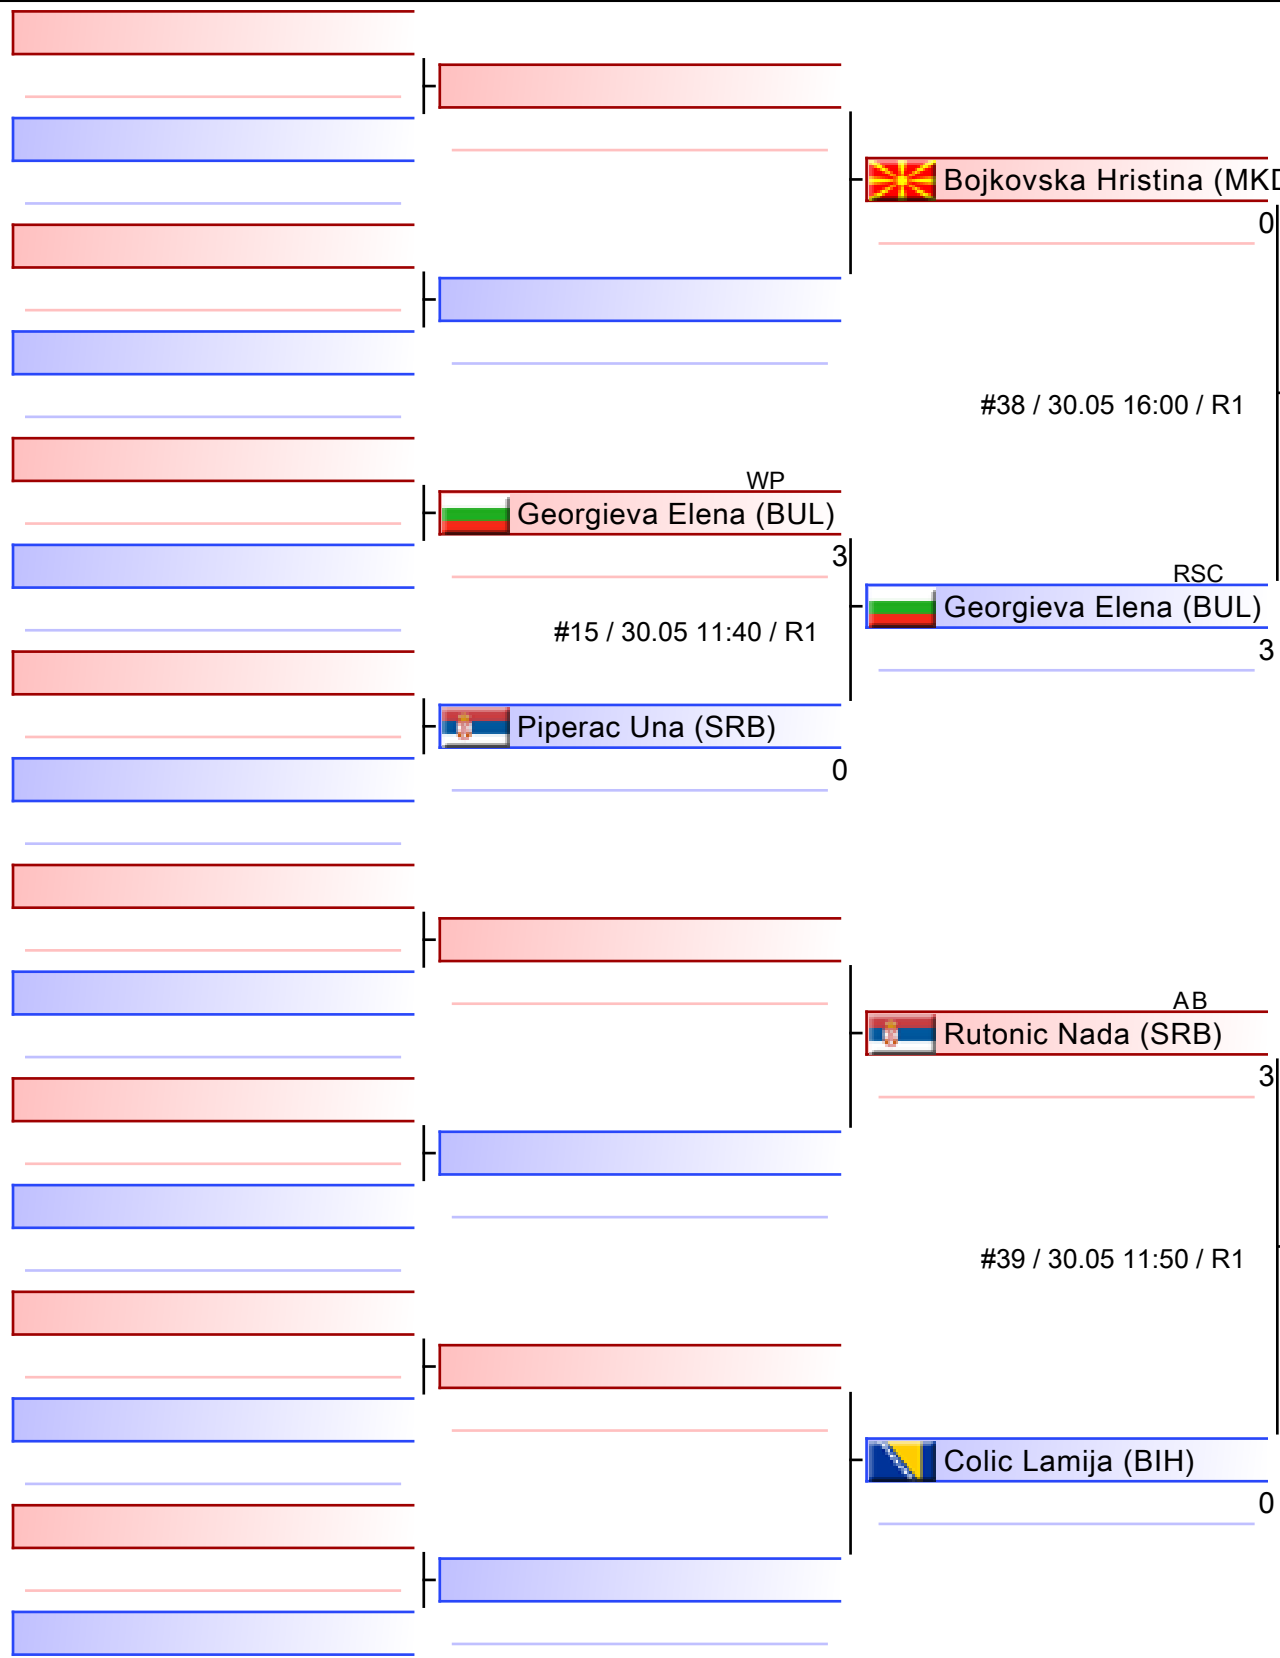 Bojkovska Hristina (MKD
0
#38 / 30.05 16:00 / R1
WP
Georgieva Elena (BUL)
3
RSC
Georgieva Elena (BUL)
3
#15 / 30.05 11:40 / R1
Piperac Una (SRB)
0
AB
Rutonic Nada (SRB)
3
#39 / 30.05 11:50 / R1
Colic Lamija (BIH)
0